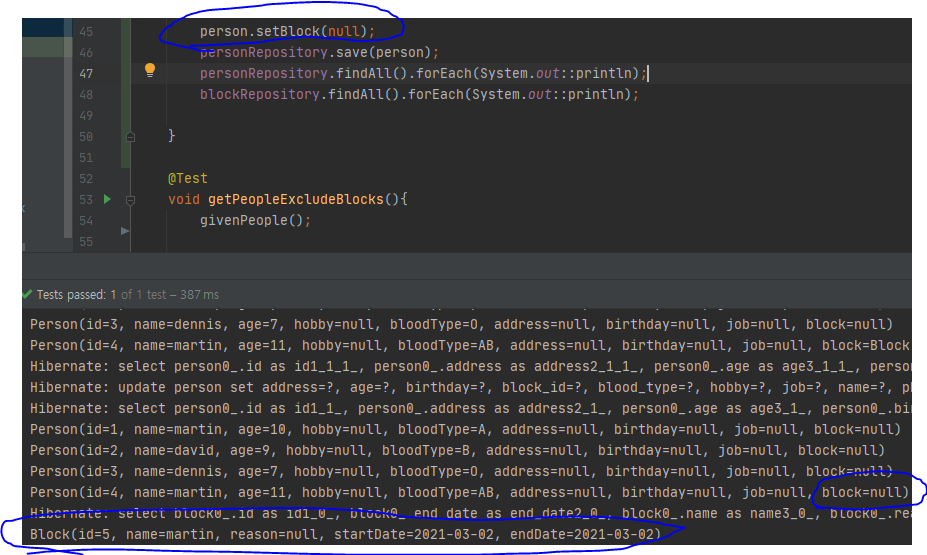 45 person.setBlock(null);
46 personRepository.save(person);
47 personRepository.findAll().forEach(System.out::println);
48 blockRepository.findAll().forEach(System.out::println);
49
50 }
51
52 @Test
53 void getPeopleExcludeBlocks(){
54 givenPeople();
55
Tests passed: 1 of 1 test – 387 ms
Person(id=3, name=dennis, age=7, hobby=null, bloodType=O, address=null, birthday=null, job=null, block=null)
Person(id=4, name=martin, age=11, hobby=null, bloodType=AB, address=null, birthday=null, job=null, block=Block
Hibernate: select person0_.id as id1_1_1_, person0_.address as address2_1_1_, person0_.age as age3_1_1_, perso
Hibernate: update person set address=?, age=?, birthday=?, block_id=?, blood_type=?, hobby=?, job=?, name=?, p
Hibernate: select person0_.id as id1_1_, person0_.address as address2_1_, person0_.age as age3_1_, person0_.bi
Person(id=1, name=martin, age=10, hobby=null, bloodType=A, address=null, birthday=null, job=null, block=null)
Person(id=2, name=david, age=9, hobby=null, bloodType=B, address=null, birthday=null, job=null, block=null)
Person(id=3, name=dennis, age=7, hobby=null, bloodType=O, address=null, birthday=null, job=null, block=null)
Person(id=4, name=martin, age=11, hobby=null, bloodType=AB, address=null, birthday=null, job=null, block=null)
Hibernate: select block0_.id as id1_0_, block0_.end_date as end_date2_0_, block0_.name as name3_0_, block0_.rea
Block(id=5, name=martin, reason=null, startDate=2021-03-02, endDate=2021-03-02)